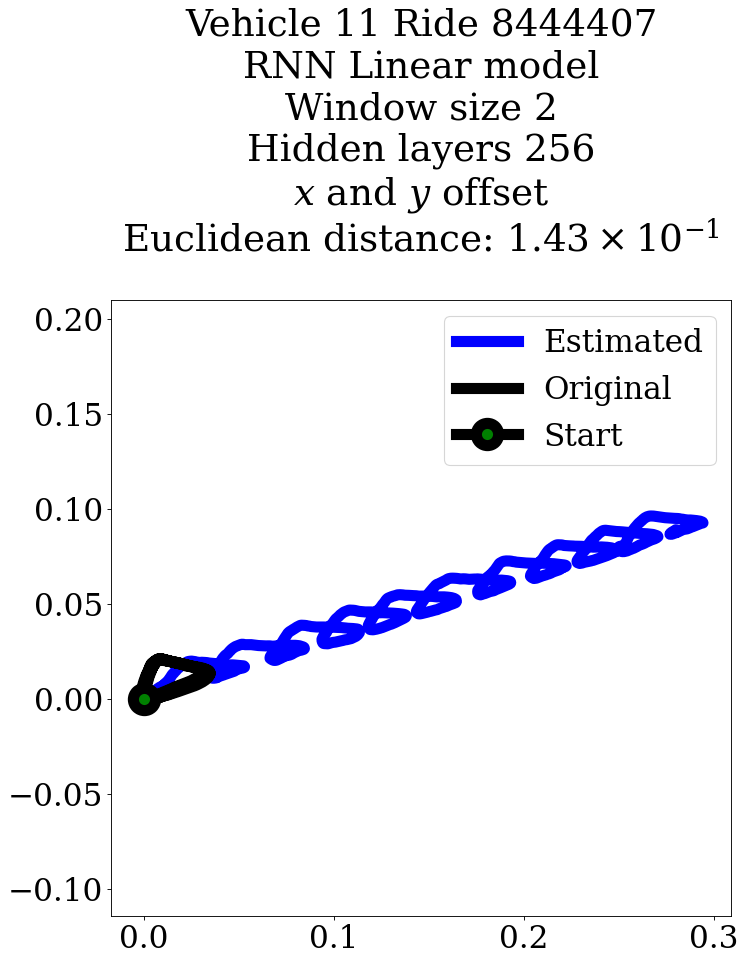 Vehicle 11 Ride 8444407
RNN Linear model
Window size 2
Hidden layers 256
x and y offset
Euclidean distance: 1.43 × 10⁻¹
Estimated
Original
Start
0.20
0.15
0.10
0.05
0.00
−0.05
−0.10
0.0 0.1 0.2 0.3